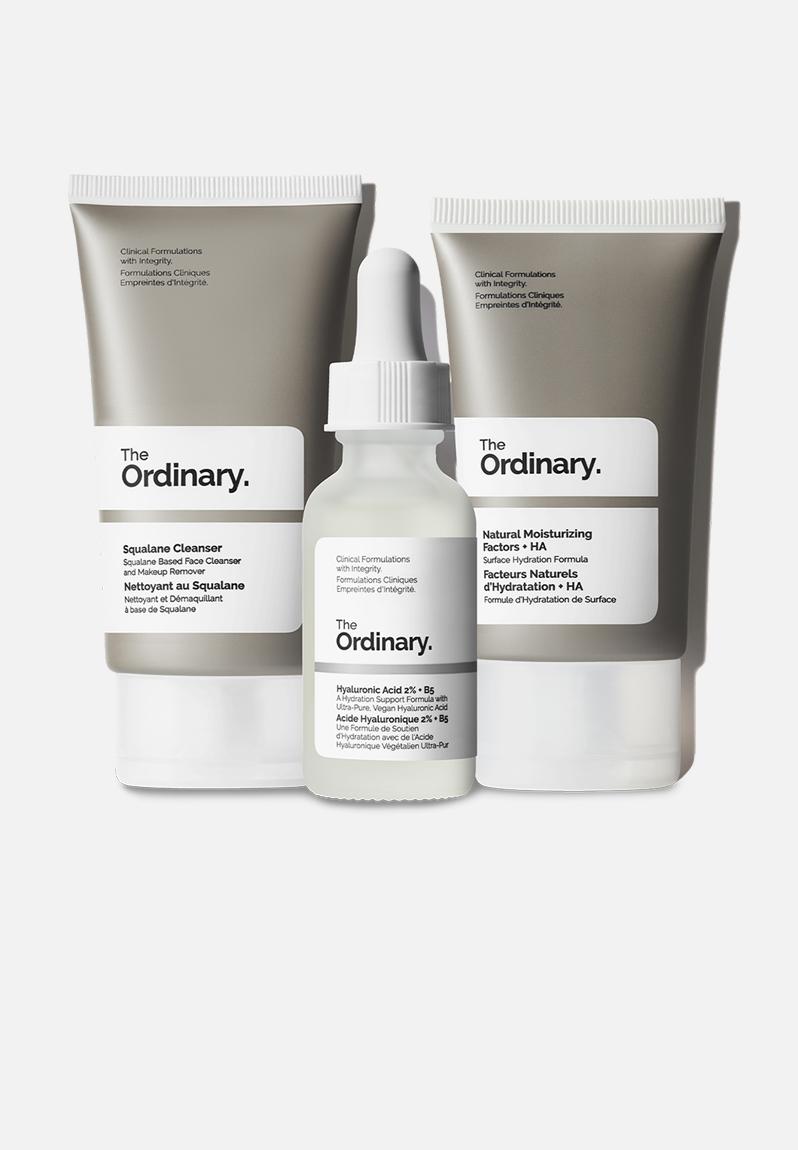 Clinical Formulations
with Integrity.
Formulations Cliniques
Empreintes d'Intégrité.
The
Ordinary.
Squalane Cleanser
Squalane Based Face Cleanser
and Makeup Remover
Nettoyant au Squalane
Nettoyant et Démaquillant
à base de Squalane
Clinical Formulations
with Integrity.
Formulations Cliniques
Empreintes d'Intégrité.
The
Ordinary.
Hyaluronic Acid 2% + B5
A Hydration Support Formula with
Ultra-Pure, Vegan Hyaluronic Acid
Acide Hyaluronique 2% + B5
Une Formule de Soutien
d'Hydratation avec de l'Acide
Hyaluronique Végétalien Ultra-Pur
Clinical Formulations
with Integrity.
Formulations Cliniques
Empreintes d'Intégrité.
The
Ordinary.
Natural Moisturizing
Factors + HA
Surface Hydration Formula
Facteurs Naturels
d'Hydratation + HA
Formule d'Hydratation de Surface